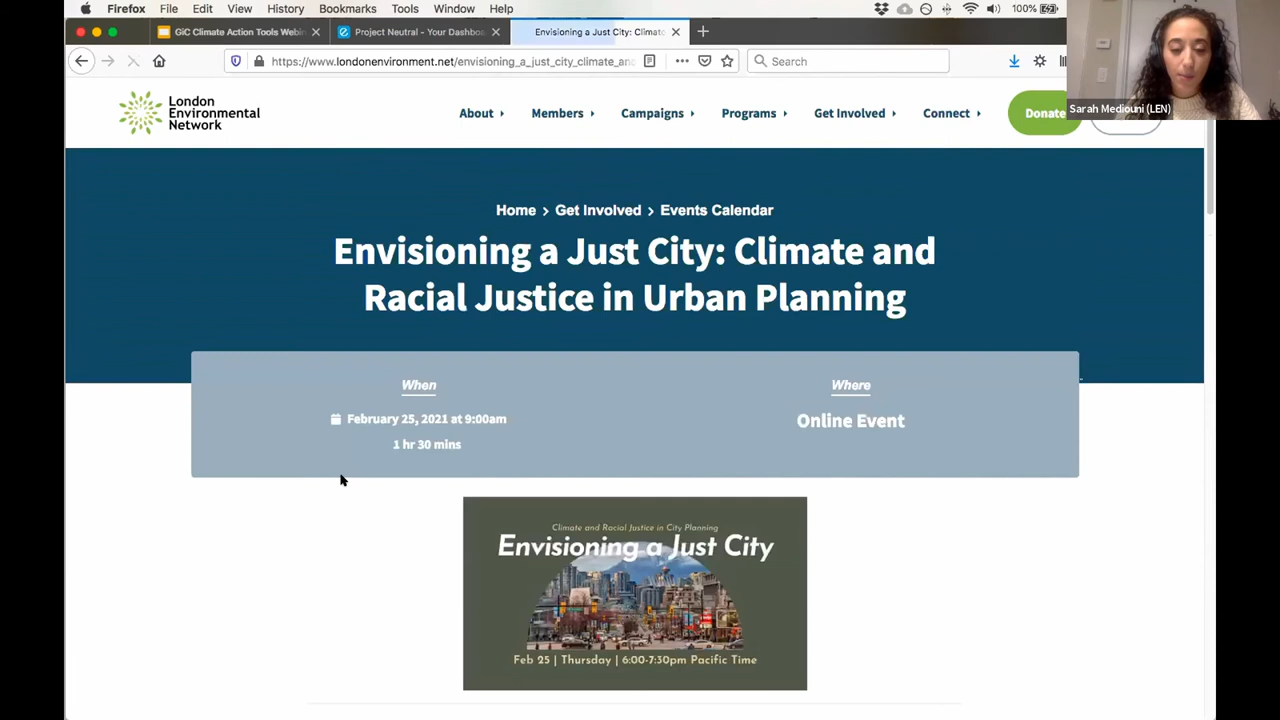 Firefox File Edit View History Bookmarks Tools Window Help 100%
GiC Climate Action Tools Webin
Project Neutral - Your Dashboa
Envisioning a Just City: Climate
https://www.londonenvironment.net/envisioning_a_just_city_climate_and
Search
Sarah Mediouni (LEN)
London
Environmental
Network
About Members Campaigns Programs Get Involved Connect Donate
Home > Get Involved > Events Calendar
Envisioning a Just City: Climate and
Racial Justice in Urban Planning
When
February 25, 2021 at 9:00am
1 hr 30 mins
Where
Online Event
Climate and Racial Justice in City Planning
Envisioning a Just City
Feb 25 | Thursday | 6:00-7:30pm Pacific Time